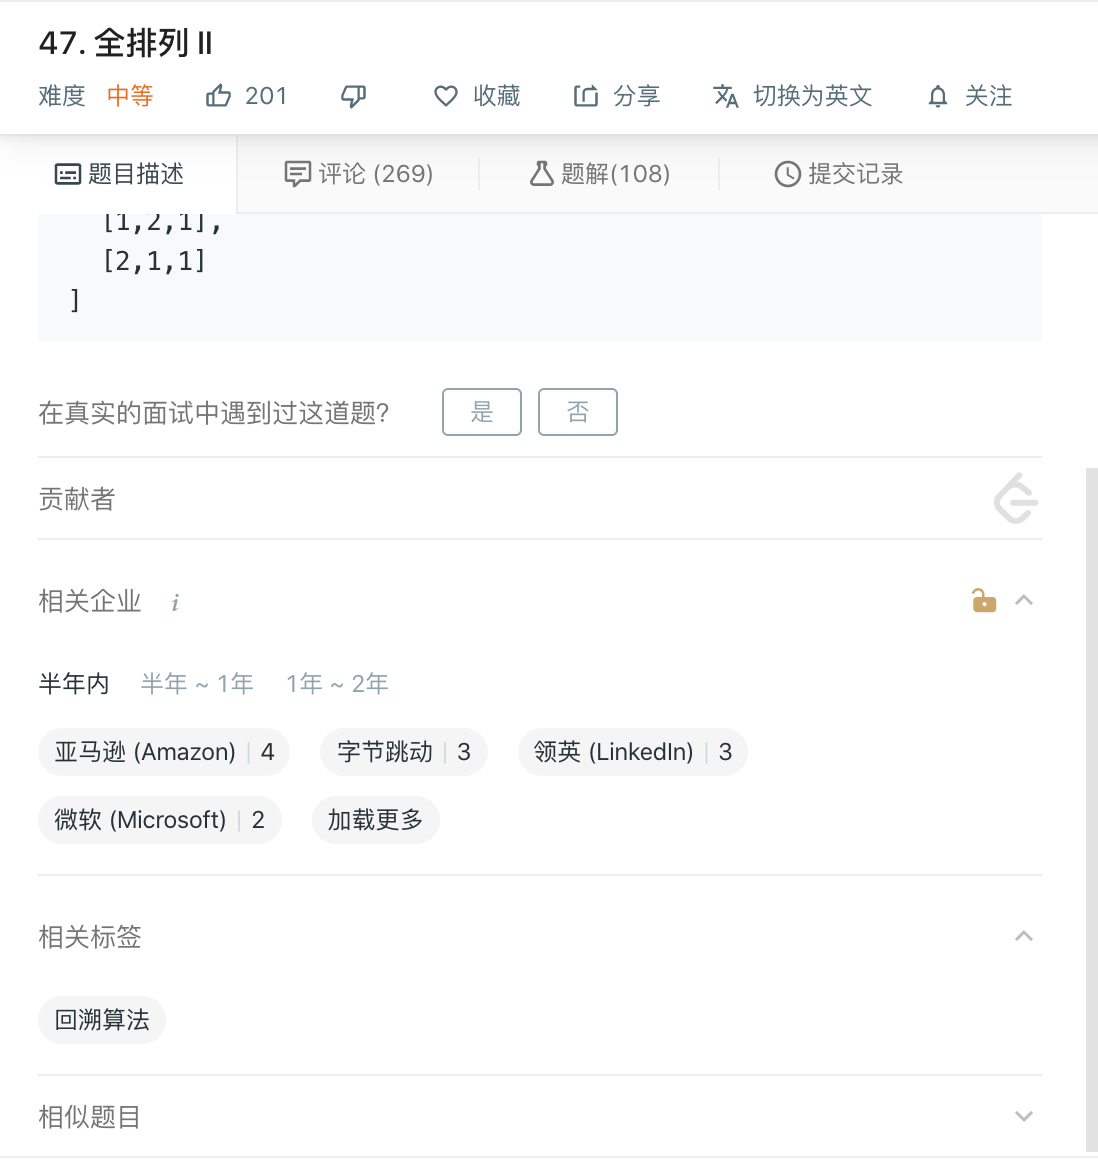 47. 全排列 II
难度 中等 201 收藏 分享 切换为英文 关注
题目描述 评论 (269) 题解(108) 提交记录
[1,2,1],
[2,1,1]
]
在真实的面试中遇到过这道题? 是 否
贡献者
相关企业 i
半年内 半年 ~ 1年 1年 ~ 2年
亚马逊 (Amazon) | 4 字节跳动 | 3 领英 (LinkedIn) | 3
微软 (Microsoft) | 2 加载更多
相关标签
回溯算法
相似题目